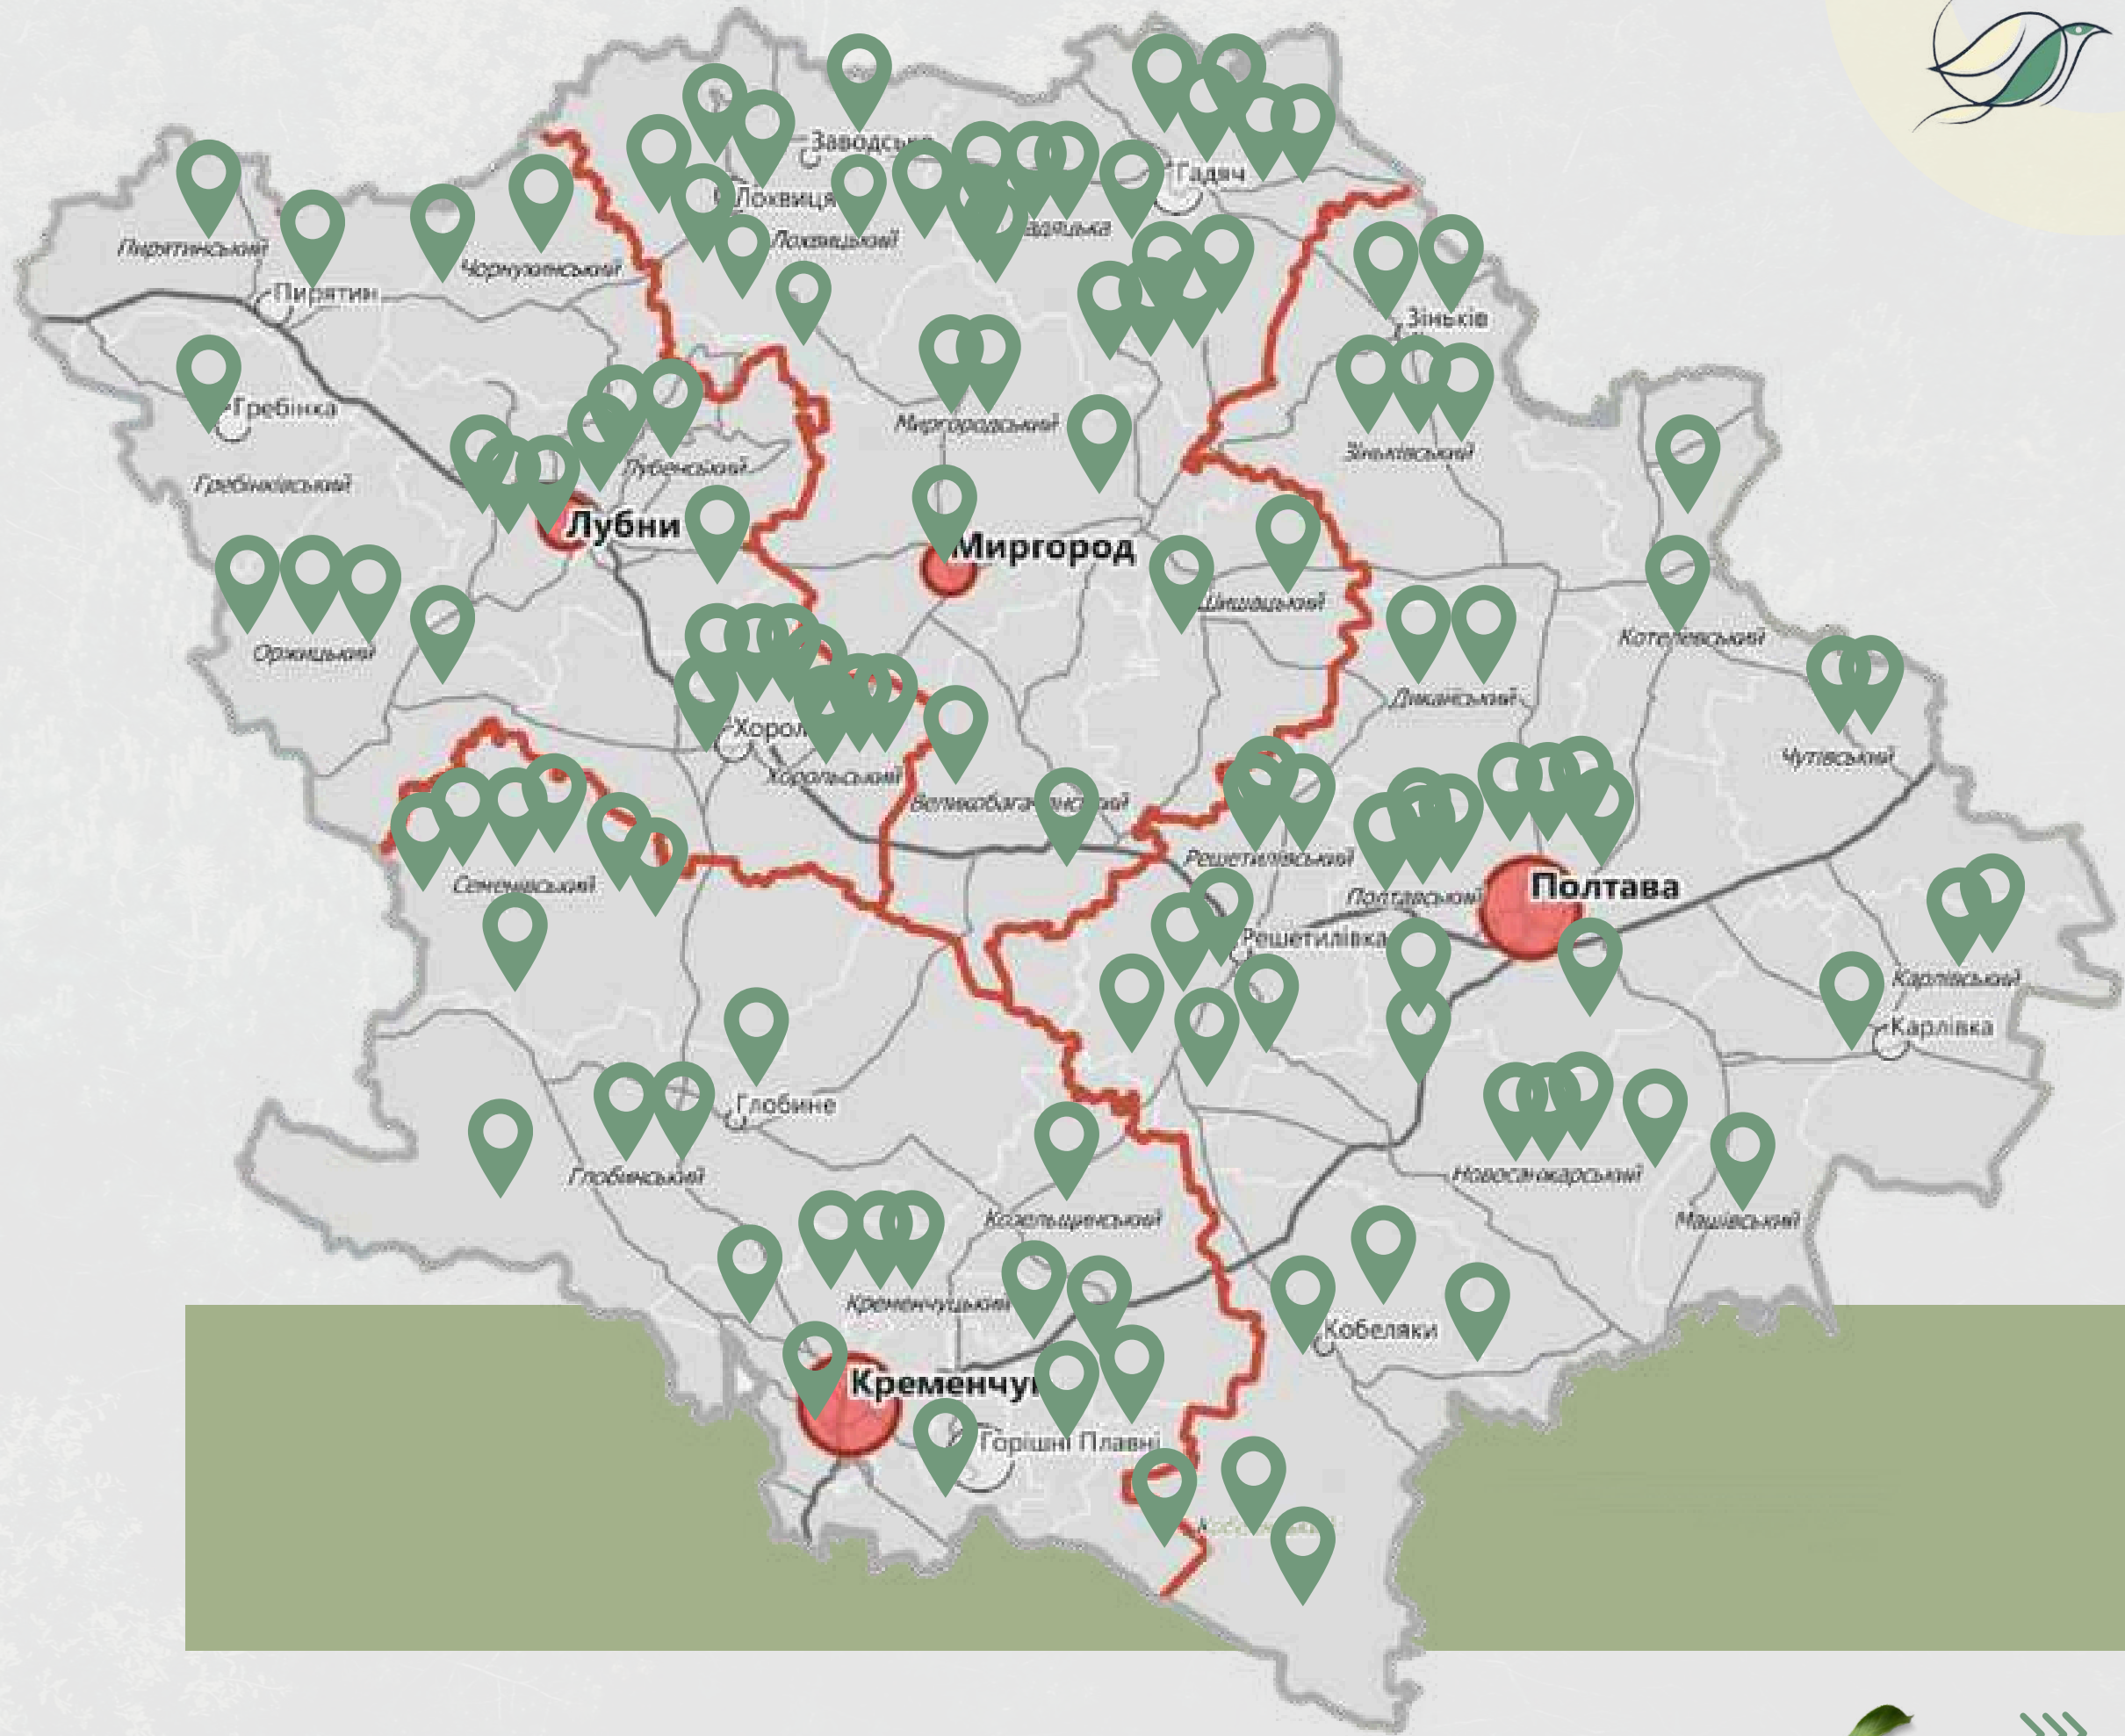 Заводське
Гадяч
Лохвиця
Лохвицький
Пирятинський
Чорнухинський
Пирятин
Зіньків
Гребінка
Миргородський
Зіньківський
Лубенський
Гребінківський
Лубни
Миргород
Шишацький
Котелевський
Оржицький
Диканський
Хорол
Чутівський
Хорольський
Великобагачанський
Решетилівський
Семенівський
Полтава
Полтавський
Решетилівка
Карлівський
Карлівка
Глобине
Глобинський
Новосанжарський
Козельщинський
Машівський
Кременчуцький
Кобеляки
Кременчу
Горішні Плавні